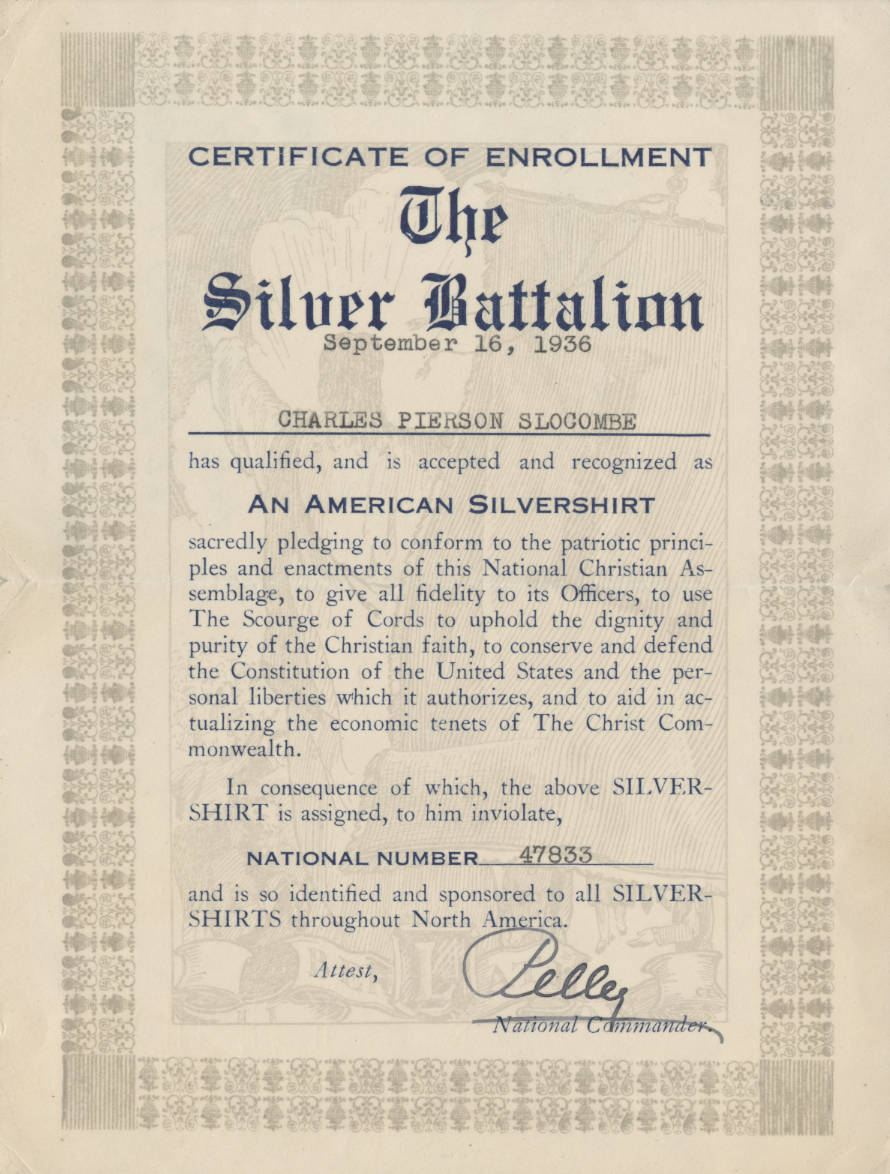 CERTIFICATE OF ENROLLMENT
The
Silver Battalion
September 16, 1936
CHARLES PIERSON SLOCOMBE
has qualified, and is accepted and recognized as
AN AMERICAN SILVERSHIRT
sacredly pledging to conform to the patriotic princi-
ples and enactments of this National Christian As-
semblage, to give all fidelity to its Officers, to use
The Scourge of Cords to uphold the dignity and
purity of the Christian faith, to conserve and defend
the Constitution of the United States and the per-
sonal liberties which it authorizes, and to aid in ac-
tualizing the economic tenets of The Christ Com-
monwealth.
In consequence of which, the above SILVER-
SHIRT is assigned, to him inviolate,
NATIONAL NUMBER 47833
and is so identified and sponsored to all SILVER-
SHIRTS throughout North America.
Attest,
Pelley
National Commander.